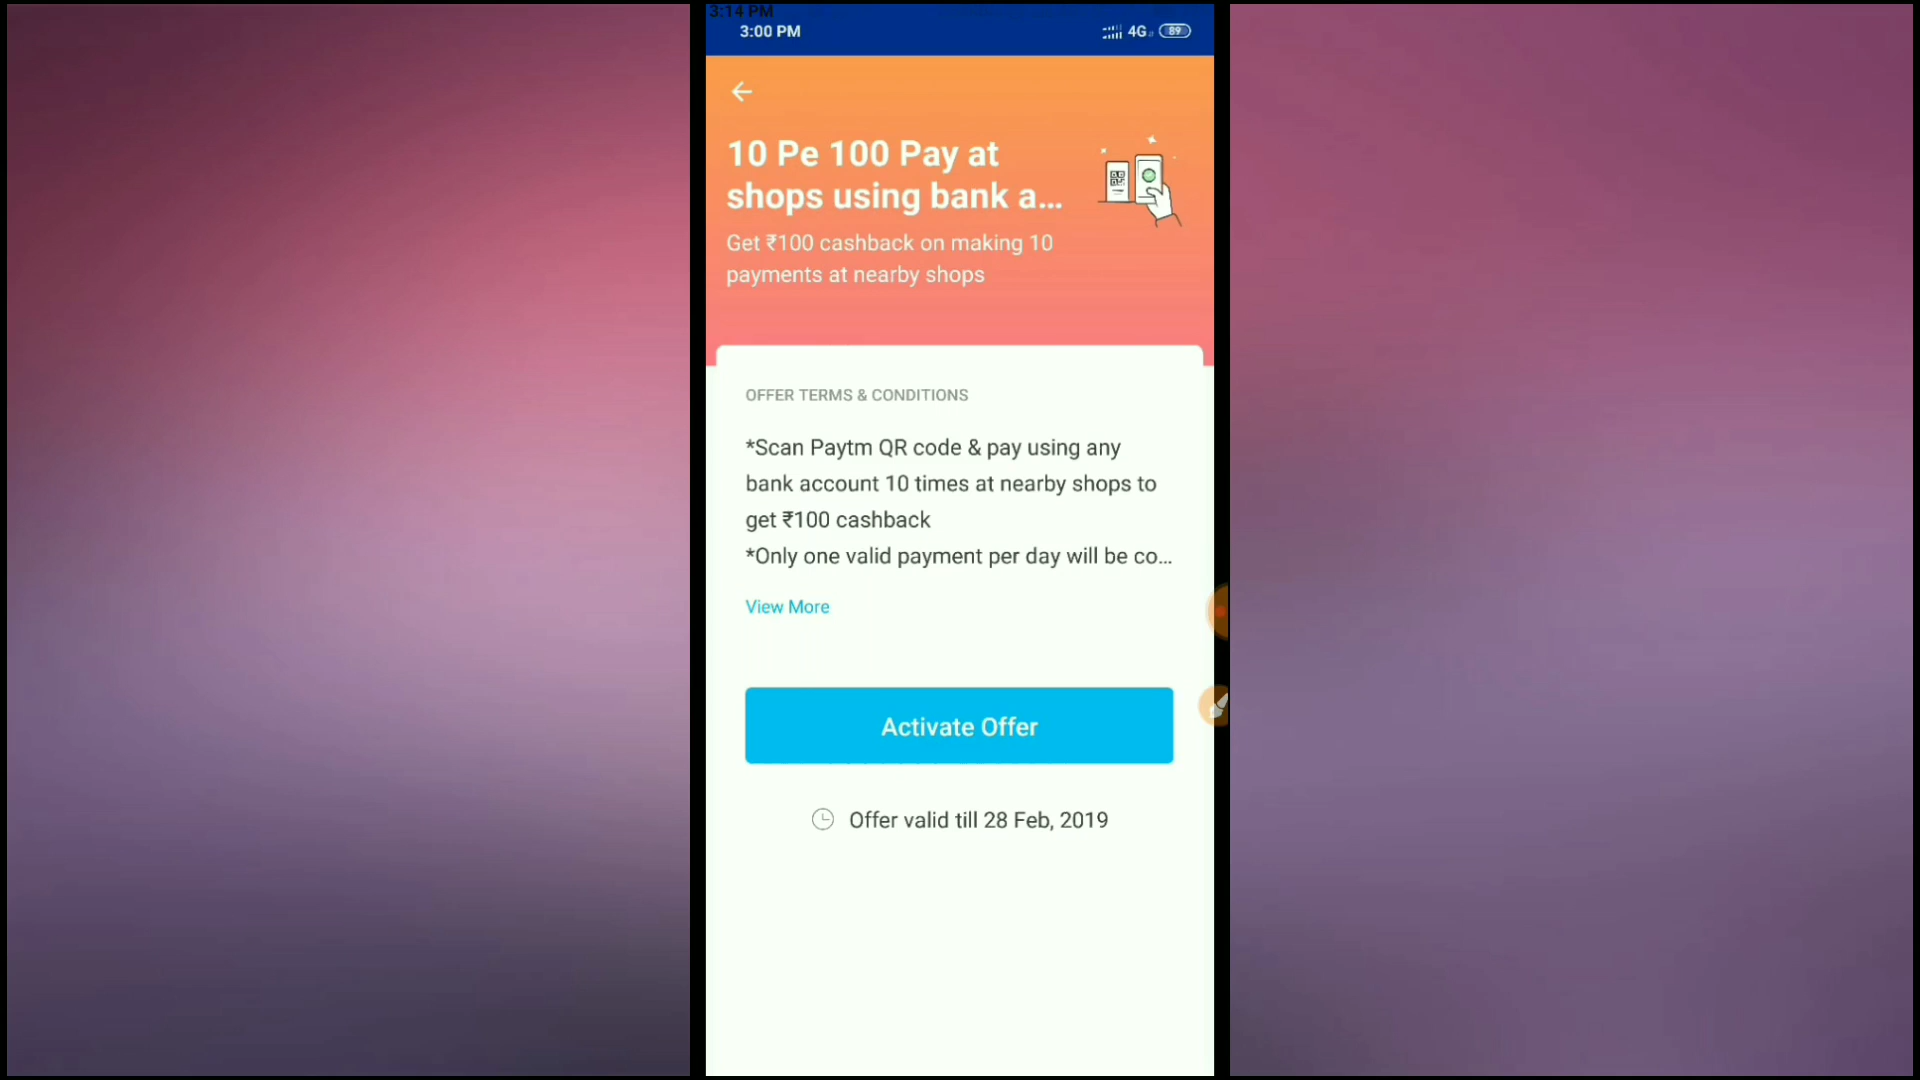 3:14 PM
3:00 PM 4G 89
10 Pe 100 Pay at
shops using bank a...
Get ₹100 cashback on making 10
payments at nearby shops
OFFER TERMS & CONDITIONS
*Scan Paytm QR code & pay using any
bank account 10 times at nearby shops to
get ₹100 cashback
*Only one valid payment per day will be co...
View More
Activate Offer
Offer valid till 28 Feb, 2019